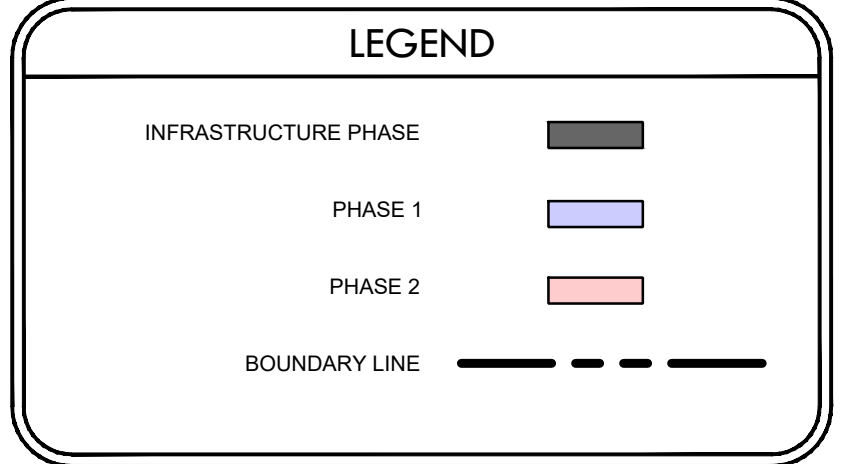 LEGEND
INFRASTRUCTURE PHASE
PHASE 1
PHASE 2
BOUNDARY LINE